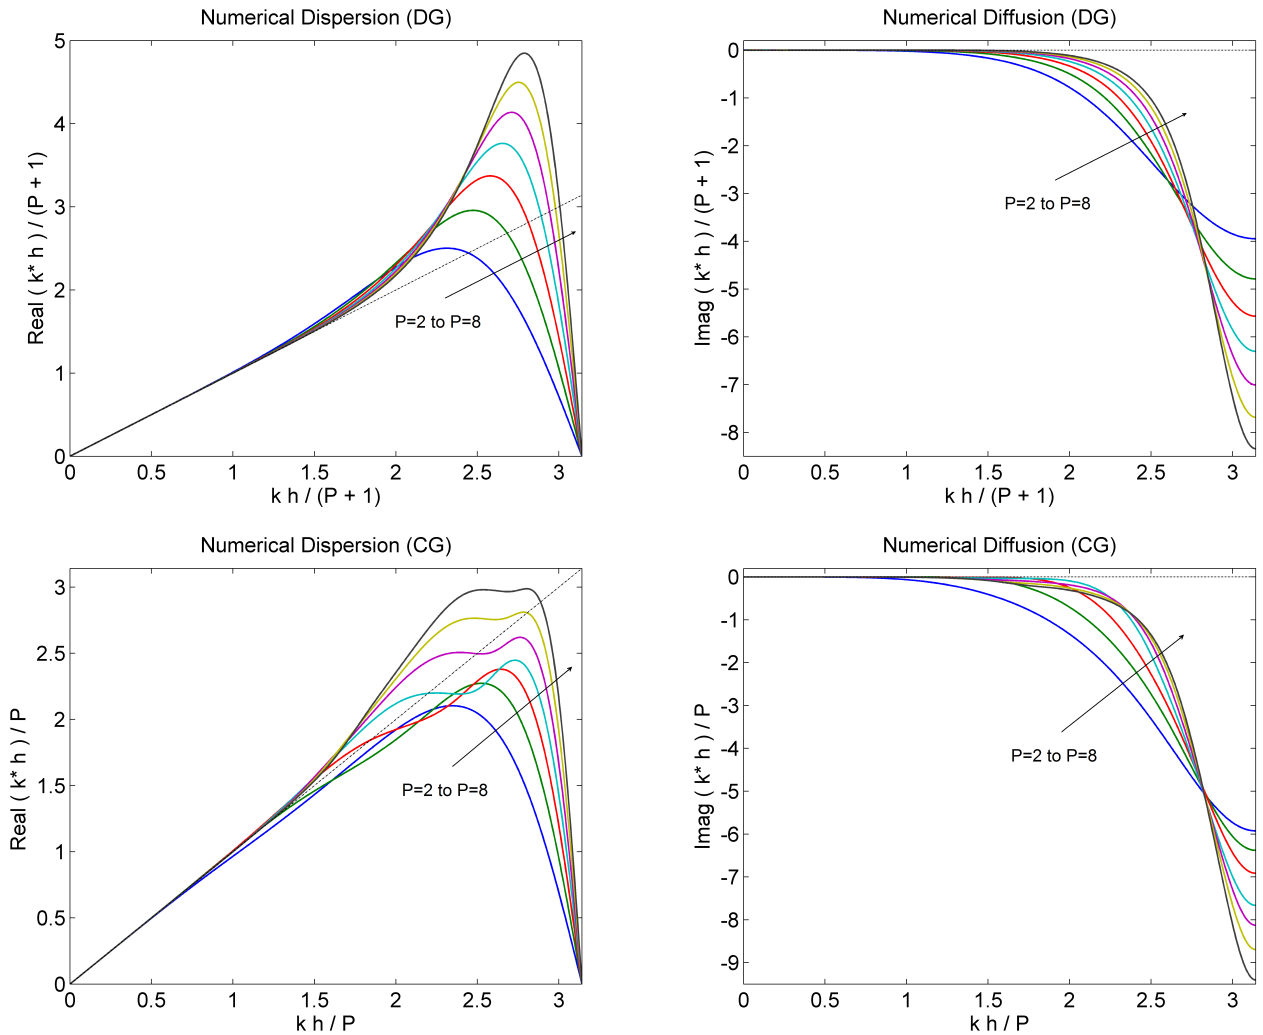 Numerical Dispersion (DG)
Real ( k* h ) / (P + 1)
5
4
3
2
1
0
P=2 to P=8
0 0.5 1 1.5 2 2.5 3
k h / (P + 1)
Numerical Diffusion (DG)
Imag ( k* h ) / (P + 1)
0
-1
-2
-3
-4
-5
-6
-7
-8
P=2 to P=8
0 0.5 1 1.5 2 2.5 3
k h / (P + 1)
Numerical Dispersion (CG)
Real ( k* h ) / P
3
2.5
2
1.5
1
0.5
0
P=2 to P=8
0 0.5 1 1.5 2 2.5 3
k h / P
Numerical Diffusion (CG)
Imag ( k* h ) / P
0
-1
-2
-3
-4
-5
-6
-7
-8
-9
P=2 to P=8
0 0.5 1 1.5 2 2.5 3
k h / P